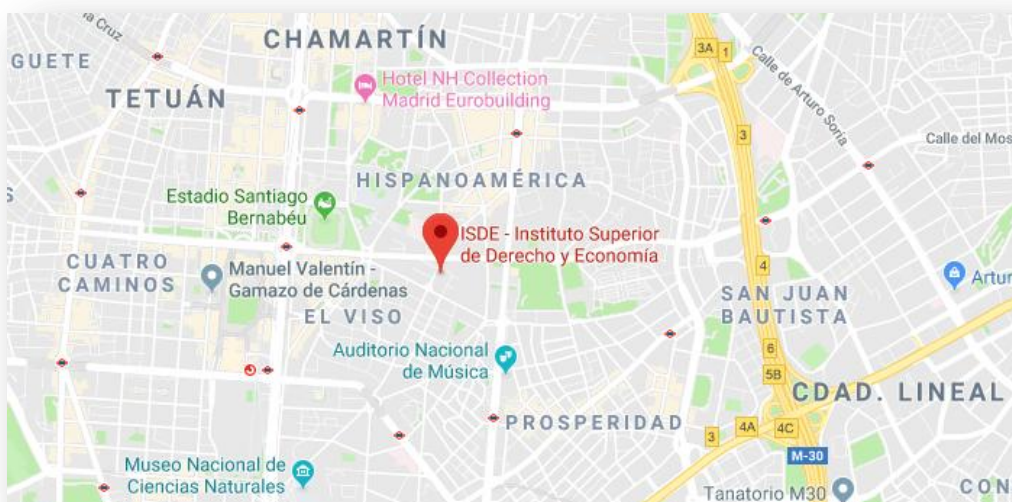 la Cruz
CHAMARTÍN
3A
1
GUETE
Hotel NH Collection
Madrid Eurobuilding
Calle de Arturo Soria
TETUÁN
3
Calle del Mos
HISPANOAMÉRICA
Estadio Santiago
Bernabéu
ISDE - Instituto Superior
de Derecho y Economía
CUATRO
CAMINOS
Manuel Valentín -
Gamazo de Cárdenas
4
Artur
SAN JUAN
BAUTISTA
EL VISO
Auditorio Nacional
de Música
6
5B
CDAD. LINEAL
PROSPERIDAD
3
4A
4C
M-30
Museo Nacional de
Ciencias Naturales
Tanatorio M30
CON